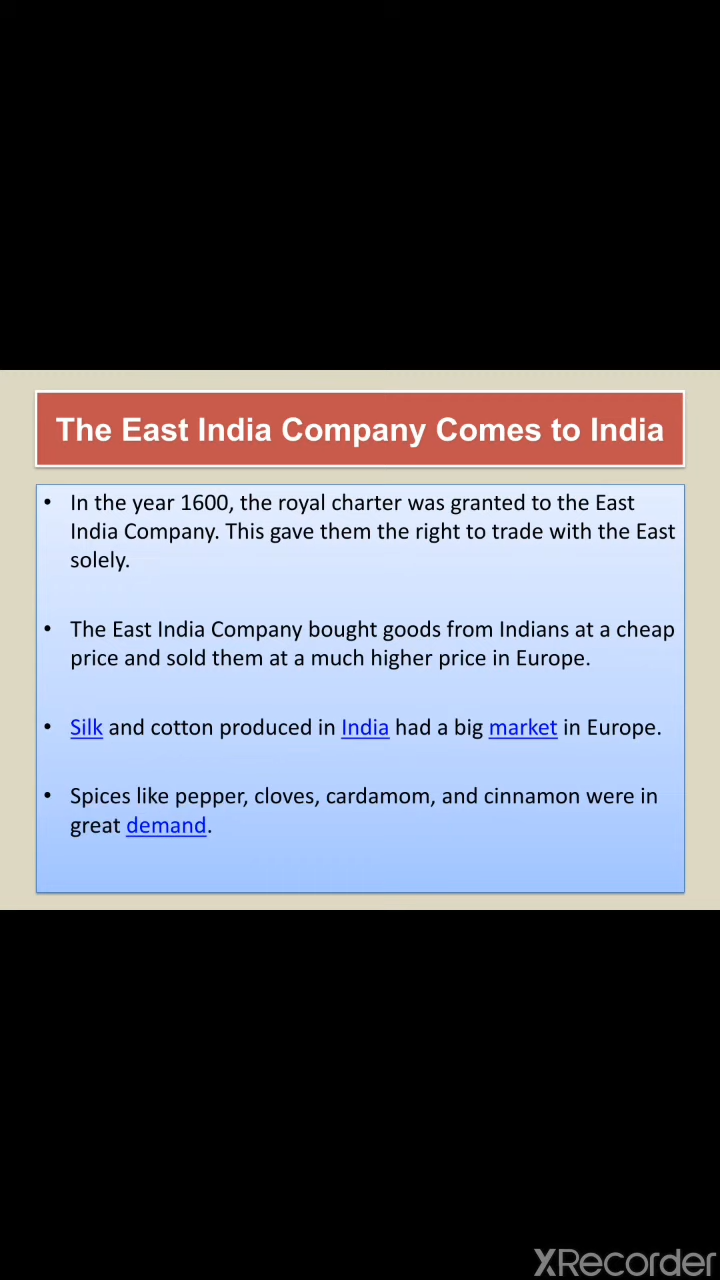 The East India Company Comes to India
• In the year 1600, the royal charter was granted to the East
India Company. This gave them the right to trade with the East
solely.
• The East India Company bought goods from Indians at a cheap
price and sold them at a much higher price in Europe.
• Silk and cotton produced in India had a big market in Europe.
• Spices like pepper, cloves, cardamom, and cinnamon were in
great demand.
XRecorder